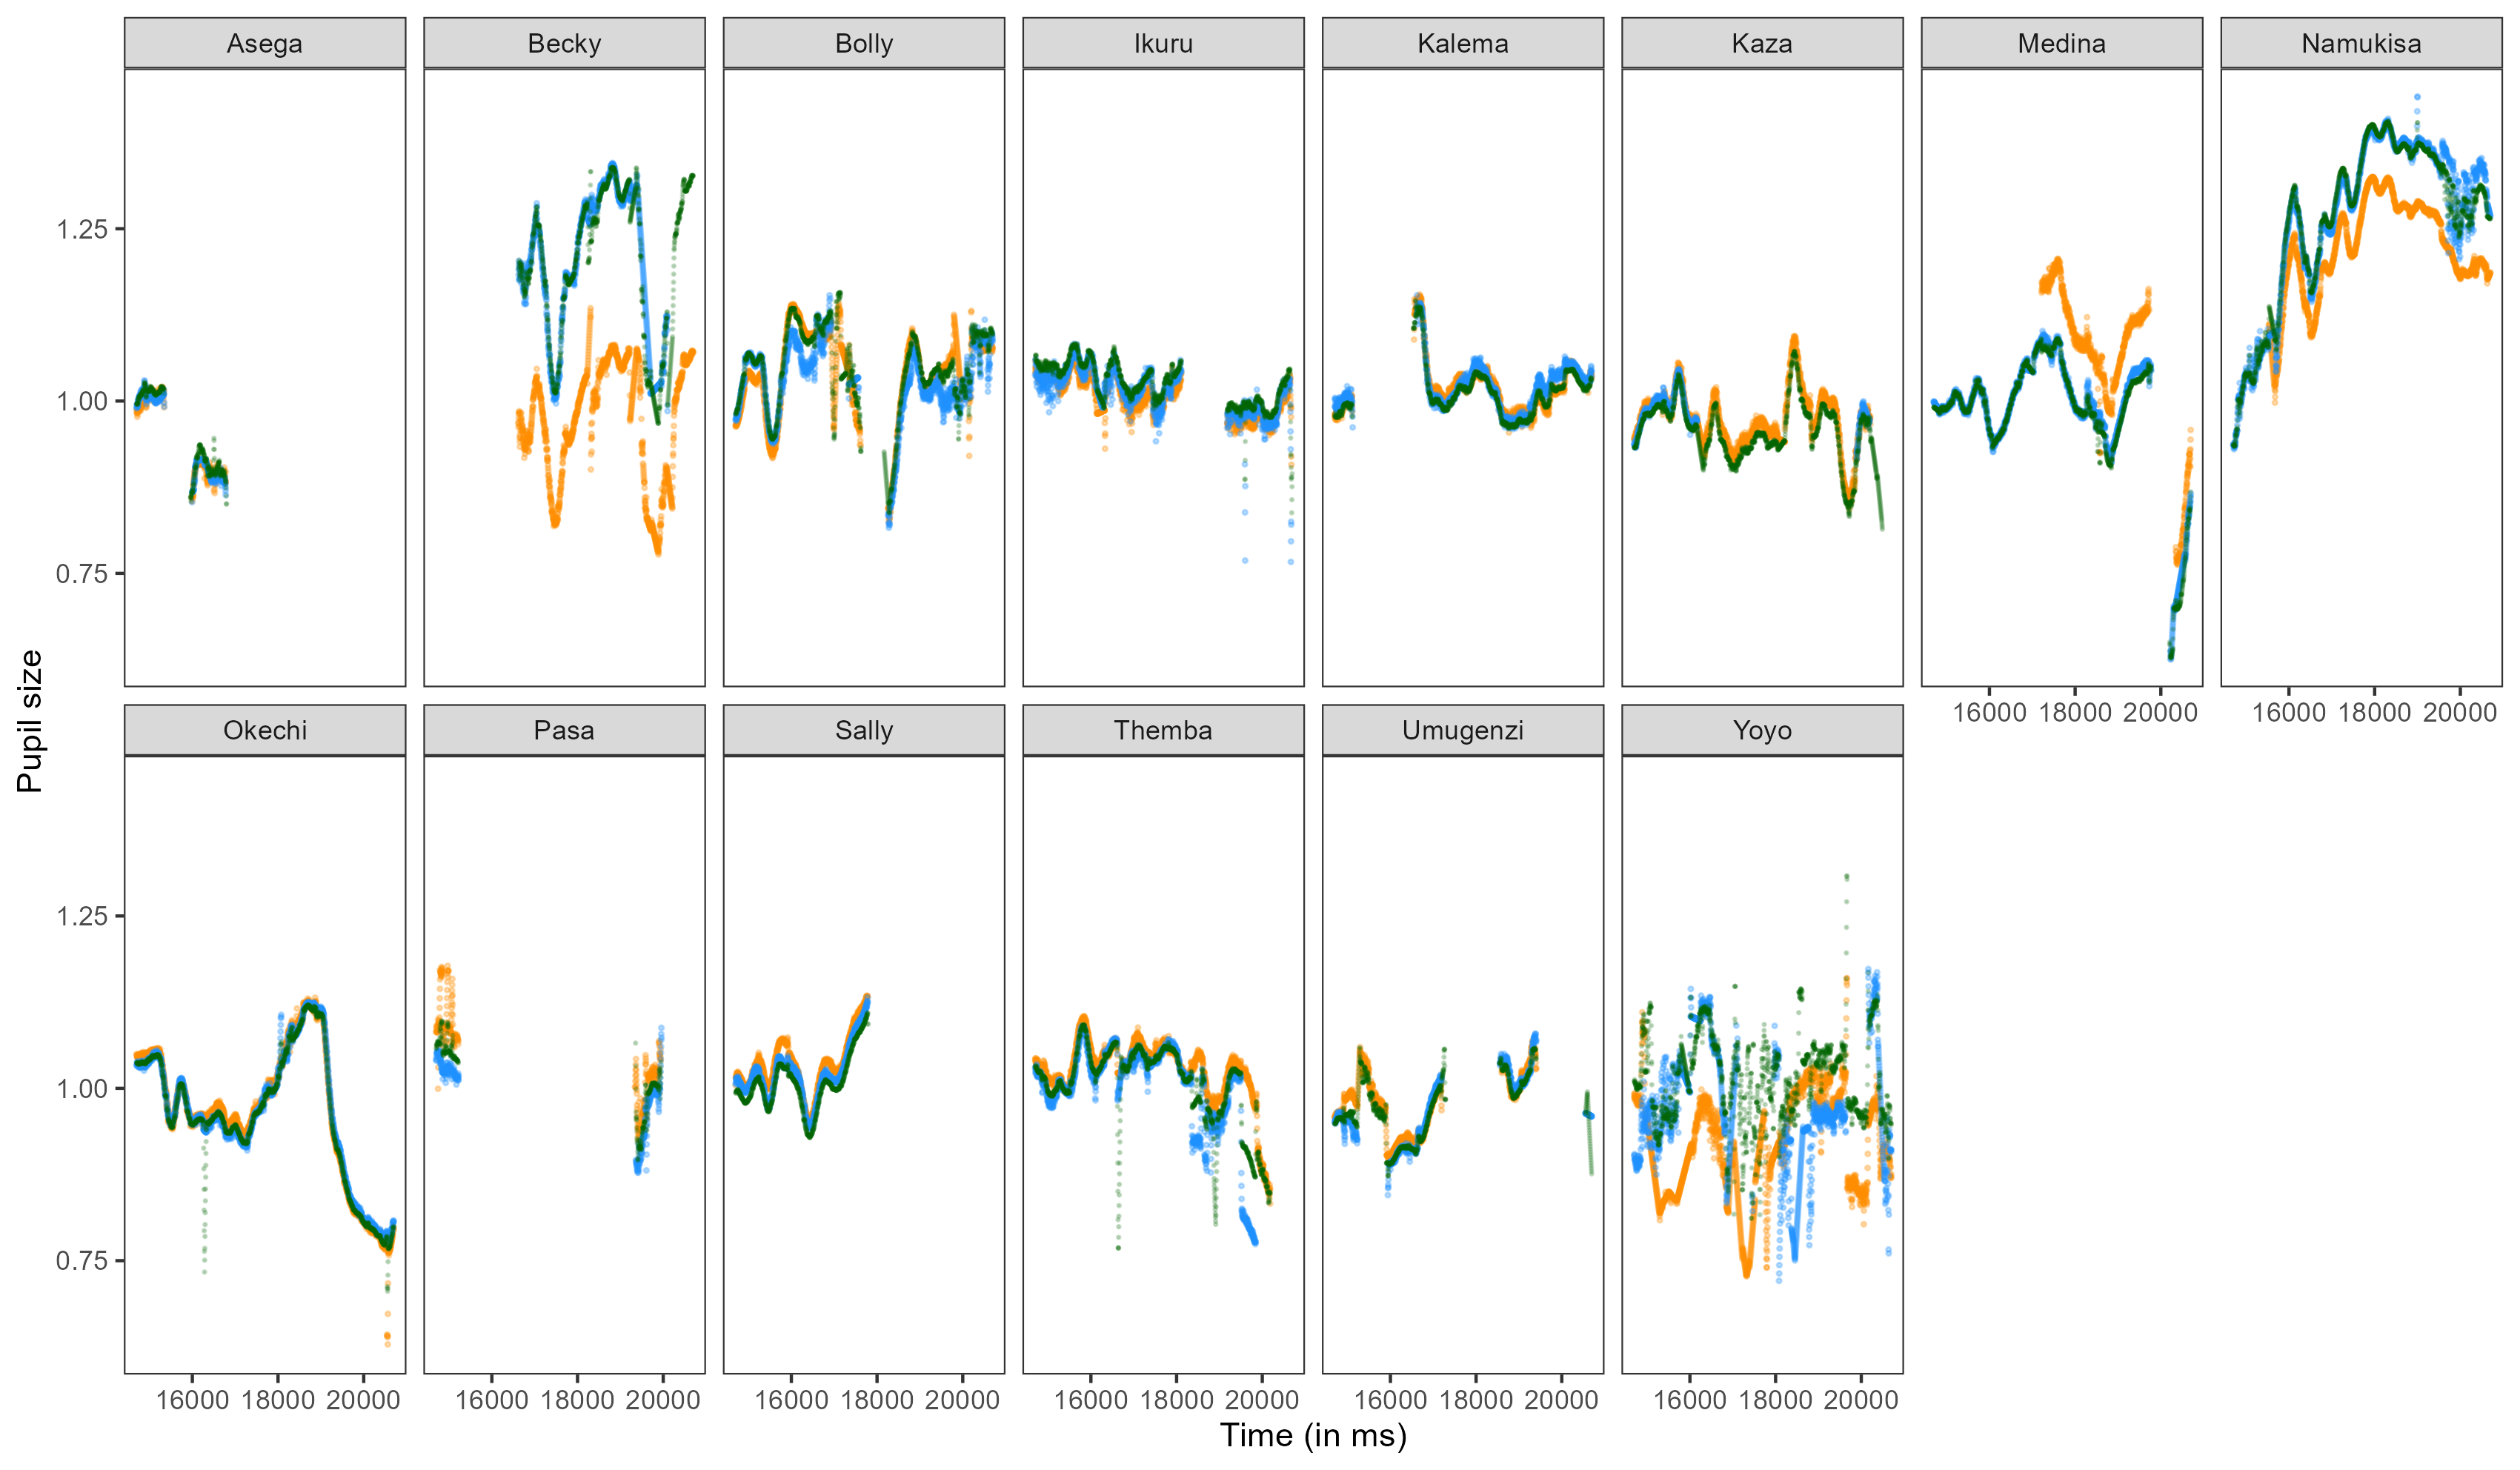 Asega Becky Bolly Ikuru Kalema Kaza Medina Namukisa
1.25
1.00
0.75
16000 18000 20000 16000 18000 20000
Pupil size
Okechi Pasa Sally Themba Umugenzi Yoyo
1.25
1.00
0.75
16000 18000 20000 16000 18000 20000 16000 18000 20000 16000 18000 20000 16000 18000 20000 16000 18000 20000
Time (in ms)